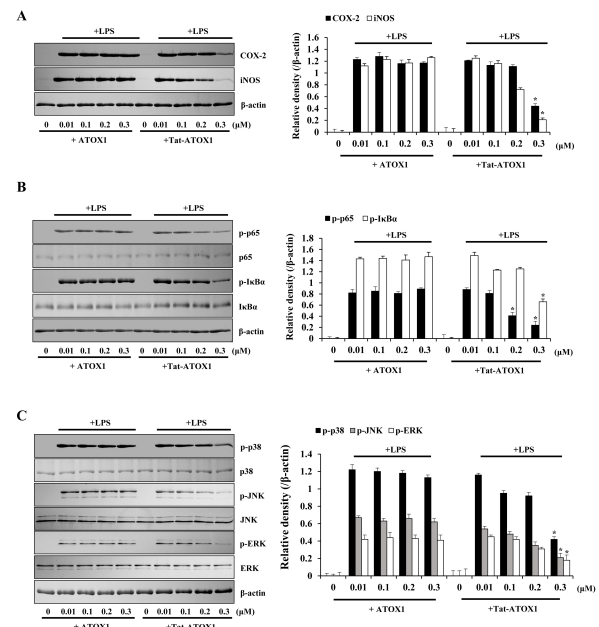 A
+LPS +LPS
COX-2
iNOS
β-actin
0 0.01 0.1 0.2 0.3 0 0.01 0.1 0.2 0.3 (μM)
+ ATOX1 +Tat-ATOX1
COX-2 iNOS
+LPS +LPS
Relative density (/β-actin)
1.6
1.4
1.2
1
0.8
0.6
0.4
0.2
0
* *
0 0.01 0.1 0.2 0.3 0 0.01 0.1 0.2 0.3 (μM)
+ ATOX1 +Tat-ATOX1
B
+LPS +LPS
p-p65
p65
p-IκBα
IκBα
β-actin
0 0.01 0.1 0.2 0.3 0 0.01 0.1 0.2 0.3 (μM)
+ ATOX1 +Tat-ATOX1
p-p65 p-IκBα
+LPS +LPS
Relative density (/β-actin)
1.8
1.6
1.4
1.2
1
0.8
0.6
0.4
0.2
0
* * *
0 0.01 0.1 0.2 0.3 0 0.01 0.1 0.2 0.3 (μM)
+ ATOX1 +Tat-ATOX1
C
+LPS +LPS
p-p38
p38
p-JNK
JNK
p-ERK
ERK
β-actin
0 0.01 0.1 0.2 0.3 0 0.01 0.1 0.2 0.3 (μM)
+ ATOX1 +Tat-ATOX1
p-p38 p-JNK p-ERK
+LPS +LPS
Relative density (/β-actin)
1.4
1.2
1
0.8
0.6
0.4
0.2
0
* * *
0 0.01 0.1 0.2 0.3 0 0.01 0.1 0.2 0.3 (μM)
+ ATOX1 +Tat-ATOX1